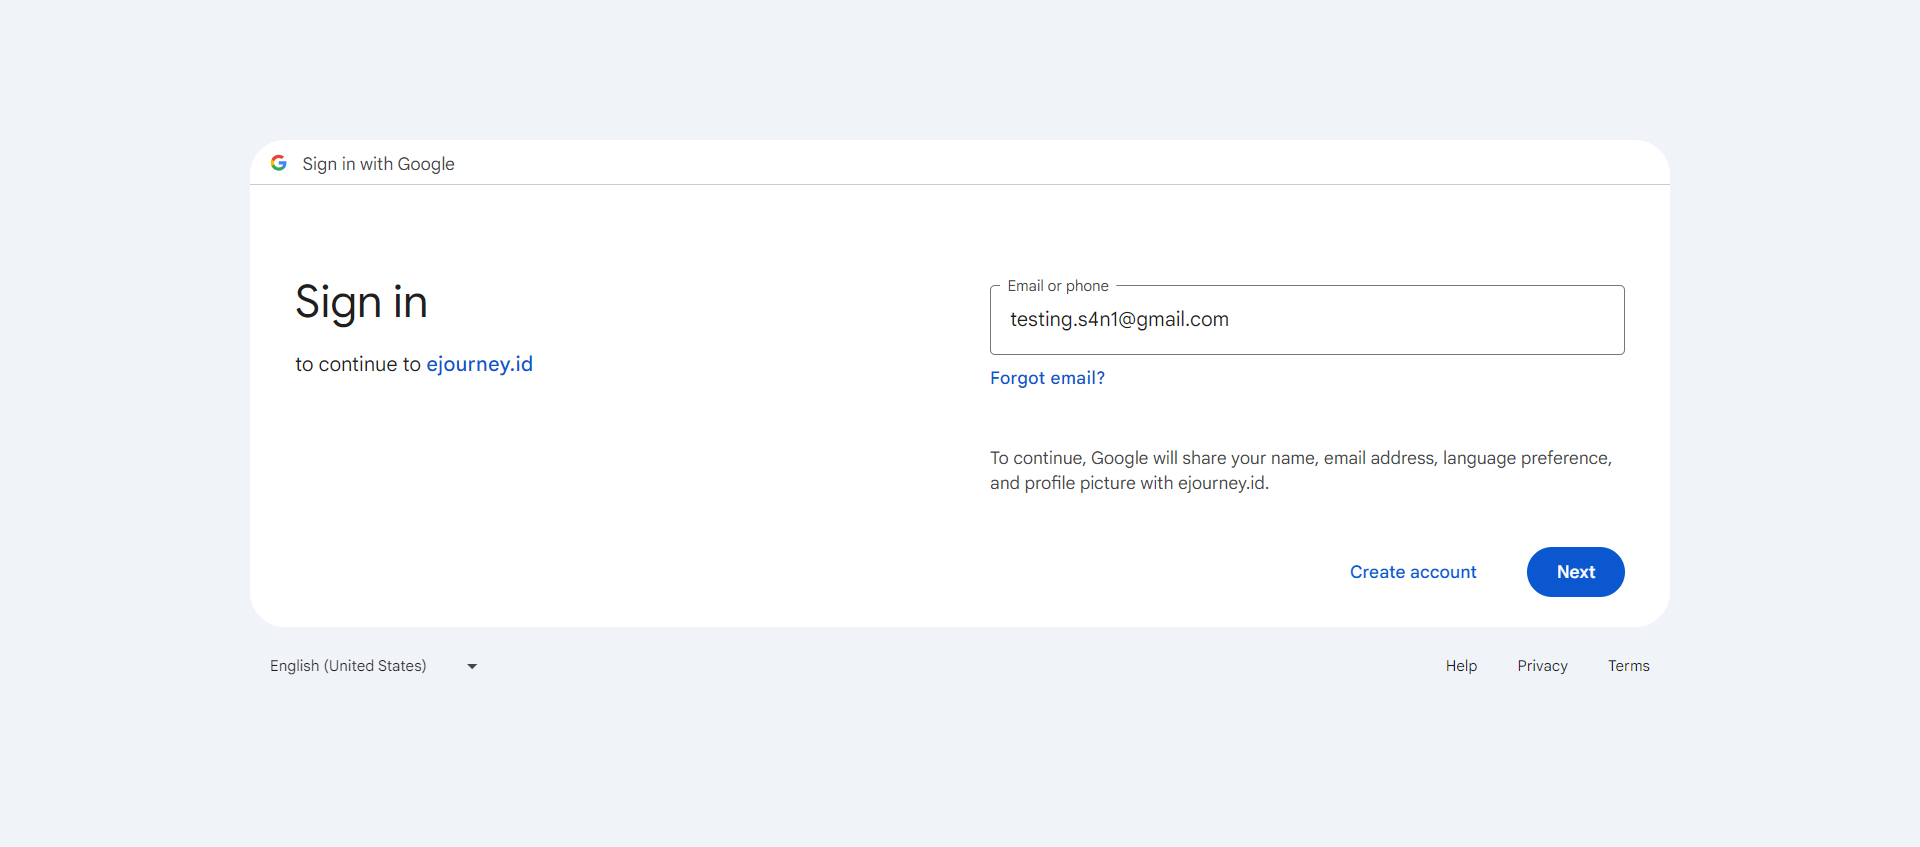 Sign in with Google
Sign in
to continue to ejourney.id
Email or phone
testing.s4n1@gmail.com
Forgot email?
To continue, Google will share your name, email address, language preference,
and profile picture with ejourney.id.
Create account
Next
English (United States)
Help
Privacy
Terms